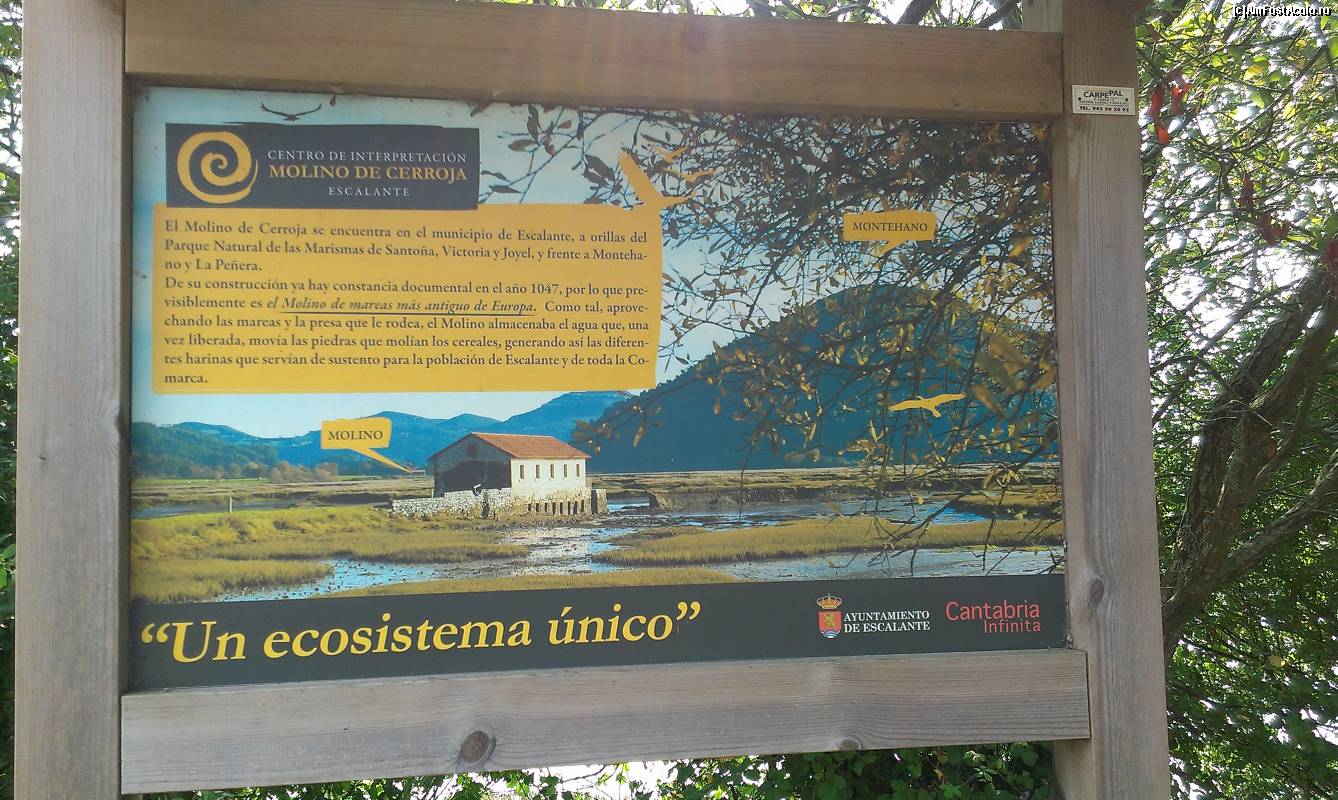 CENTRO DE INTERPRETACIÓN
MOLINO DE CERROJA
ESCALANTE
El Molino de Cerroja se encuentra en el municipio de Escalante, a orillas del
Parque Natural de las Marismas de Santoña, Victoria y Joyel, y frente a Monteha-
no y La Peñera.
De su construcción ya hay constancia documental en el año 1047, por lo que pre-
visiblemente es el Molino de mareas más antiguo de Europa. Como tal, aprove-
chando las mareas y la presa que le rodea, el Molino almacenaba el agua que, una
vez liberada, movía las piedras que molían los cereales, generando así las diferen-
tes harinas que servían de sustento para la población de Escalante y de toda la Co-
marca.
MONTEHANO
MOLINO
“Un ecosistema único”
AYUNTAMIENTO
DE ESCALANTE
Cantabria
Infinita
CARPEPAL